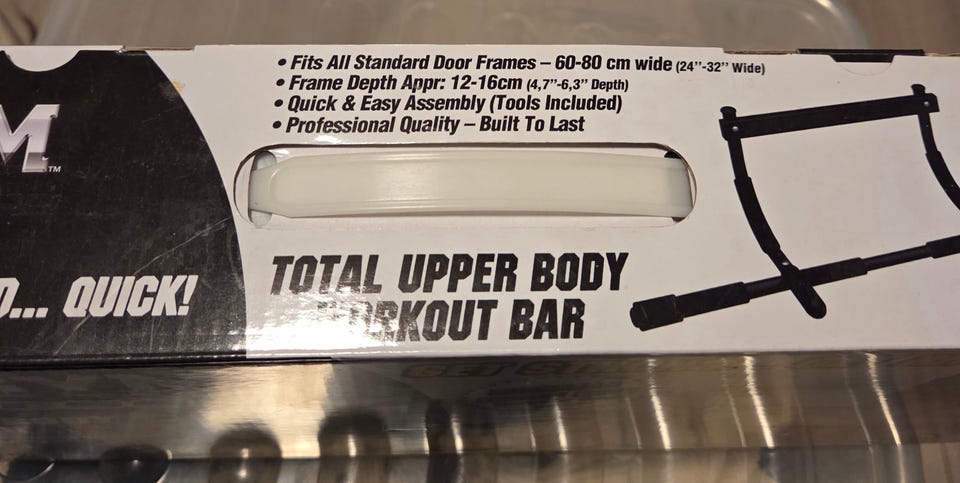 • Fits All Standard Door Frames – 60-80 cm wide (24’’-32’’ Wide)
• Frame Depth Appr: 12-16cm (4,7’’-6,3’’ Depth)
• Quick & Easy Assembly (Tools Included)
• Professional Quality – Built To Last
M™
... QUICK!
TOTAL UPPER BODY
WORKOUT BAR